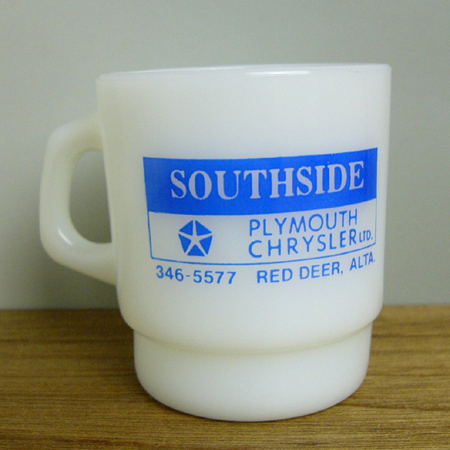 SOUTHSIDE
PLYMOUTH
CHRYSLER LTD.
346-5577 RED DEER, ALTA.